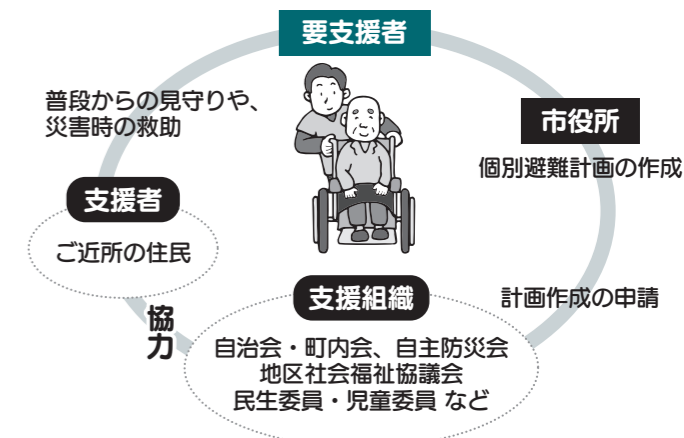 要支援者
普段からの見守りや、
災害時の救助
市役所
個別避難計画の作成
支援者
ご近所の住民
支援組織
計画作成の申請
協力
自治会・町内会、自主防災会
地区社会福祉協議会
民生委員・児童委員 など